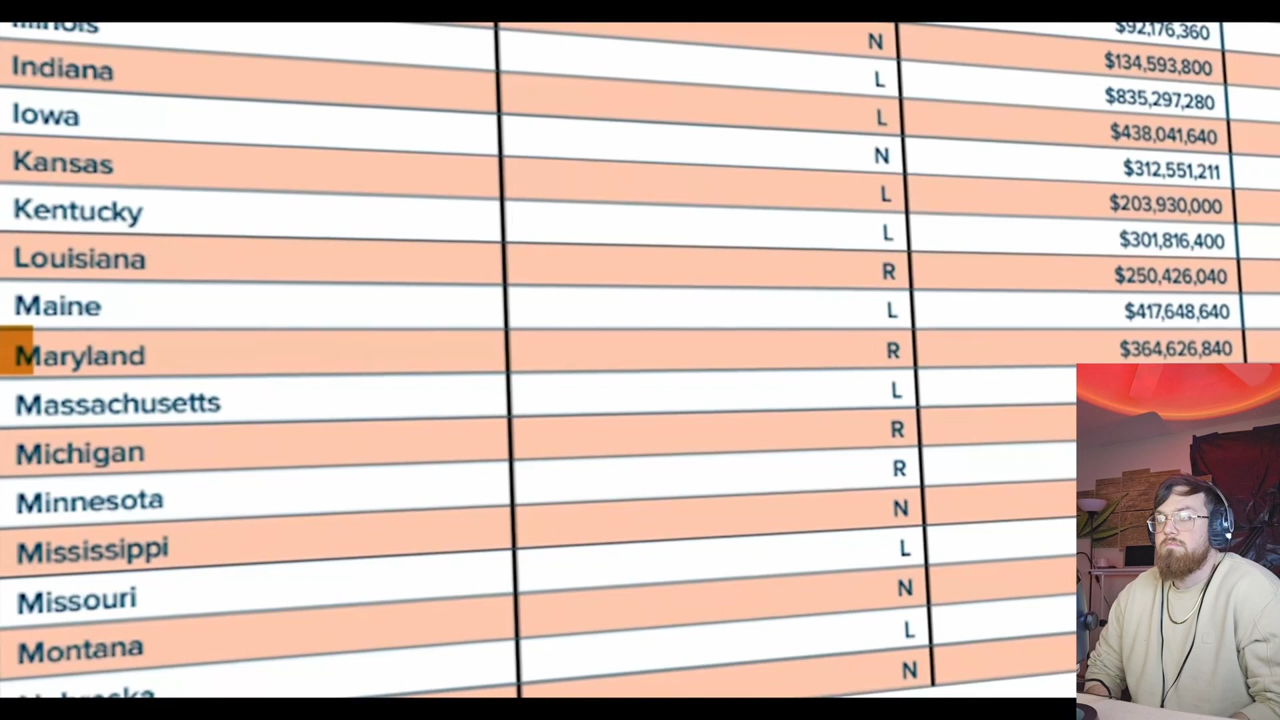 $92,176,360
N $134,593,800
Illinois L $835,297,280
Indiana L $438,041,640
Iowa N $312,551,211
Kansas L $203,930,000
Kentucky L $301,816,400
Louisiana R $250,426,040
Maine L $417,648,640
Maryland R $364,626,840
Massachusetts L
Michigan R
Minnesota R
Mississippi N
Missouri L
Montana N
Nebraska L
N